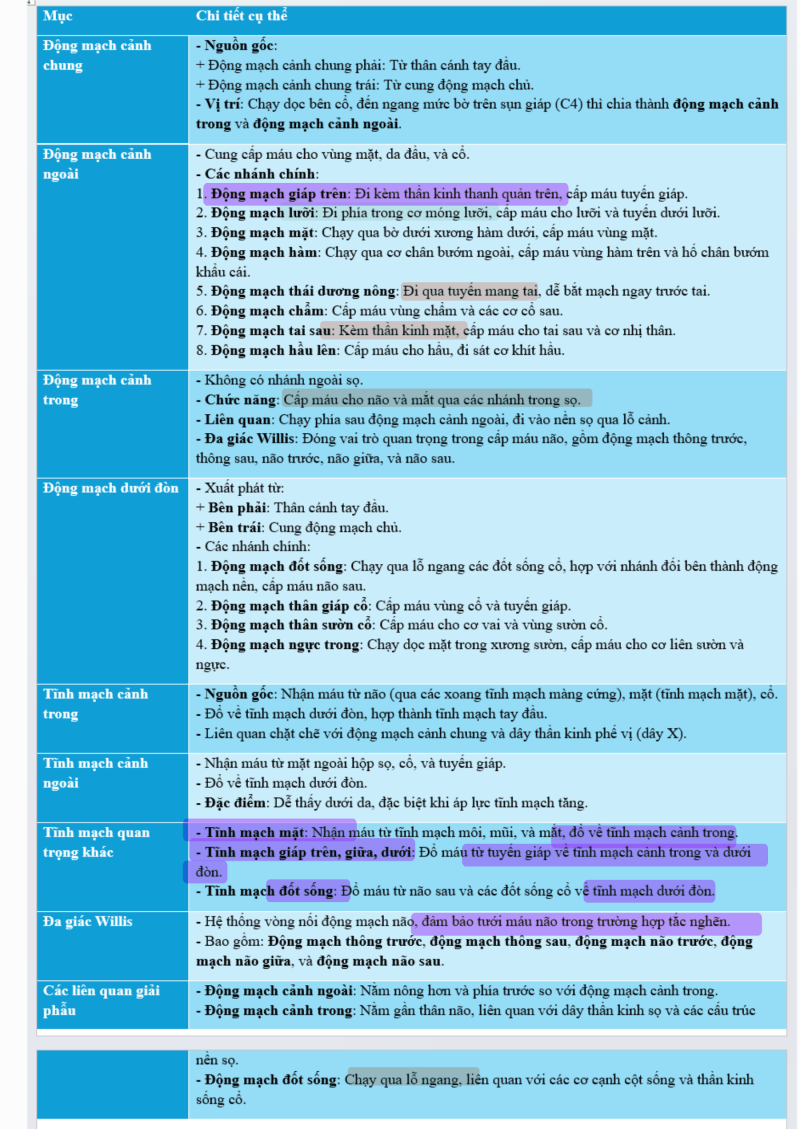 Mục
Chi tiết cụ thể
Động mạch cảnh
chung
- Nguồn gốc:
+ Động mạch cảnh chung phải: Từ thân cánh tay đầu.
+ Động mạch cảnh chung trái: Từ cung động mạch chủ.
- Vị trí: Chạy dọc bên cổ, đến ngang mức bờ trên sụn giáp (C4) thì chia thành động mạch cảnh
trong và động mạch cảnh ngoài.
Động mạch cảnh
ngoài
- Cung cấp máu cho vùng mặt, da đầu, và cổ.
- Các nhánh chính:
1. Động mạch giáp trên: Đi kèm thần kinh thanh quản trên, cấp máu tuyến giáp.
2. Động mạch lưỡi: Đi phía trong cơ móng lưỡi, cấp máu cho lưỡi và tuyến dưới lưỡi.
3. Động mạch mặt: Chạy qua bờ dưới xương hàm dưới, cấp máu vùng mặt.
4. Động mạch hàm: Chạy qua cơ chân bướm ngoài, cấp máu vùng hàm trên và hố chân bướm
khẩu cái.
5. Động mạch thái dương nông: Đi qua tuyến mang tai, dễ bắt mạch ngay trước tai.
6. Động mạch chẩm: Cấp máu vùng chẩm và các cơ cổ sau.
7. Động mạch tai sau: Kèm thần kinh mặt, cấp máu cho tai sau và cơ nhị thân.
8. Động mạch hầu lên: Cấp máu cho hầu, đi sát cơ khít hầu.
Động mạch cảnh
trong
- Không có nhánh ngoài sọ.
- Chức năng: Cấp máu cho não và mắt qua các nhánh trong sọ.
- Liên quan: Chạy phía sau động mạch cảnh ngoài, đi vào nền sọ qua lỗ cảnh.
- Đa giác Willis: Đóng vai trò quan trọng trong cấp máu não, gồm động mạch thông trước,
thông sau, não trước, não giữa, và não sau.
Động mạch dưới đòn
- Xuất phát từ:
+ Bên phải: Thân cánh tay đầu.
+ Bên trái: Cung động mạch chủ.
- Các nhánh chính:
1. Động mạch đốt sống: Chạy qua lỗ ngang các đốt sống cổ, hợp với nhánh đối bên thành động
mạch nền, cấp máu não sau.
2. Động mạch thân giáp cổ: Cấp máu vùng cổ và tuyến giáp.
3. Động mạch thân sườn cổ: Cấp máu cho cơ vai và vùng sườn cổ.
4. Động mạch ngực trong: Chạy dọc mặt trong xương sườn, cấp máu cho cơ liên sườn và
ngực.
Tĩnh mạch cảnh
trong
- Nguồn gốc: Nhận máu từ não (qua các xoang tĩnh mạch màng cứng), mặt (tĩnh mạch mặt), cổ.
- Đổ về tĩnh mạch dưới đòn, hợp thành tĩnh mạch tay đầu.
- Liên quan chặt chẽ với động mạch cảnh chung và dây thần kinh phế vị (dây X).
Tĩnh mạch cảnh
ngoài
- Nhận máu từ mặt ngoài hộp sọ, cổ, và tuyến giáp.
- Đổ về tĩnh mạch dưới đòn.
- Đặc điểm: Dễ thấy dưới da, đặc biệt khi áp lực tĩnh mạch tăng.
Tĩnh mạch quan
trọng khác
- Tĩnh mạch mặt: Nhận máu từ tĩnh mạch môi, mũi, và mắt, đổ về tĩnh mạch cảnh trong.
- Tĩnh mạch giáp trên, giữa, dưới: Đổ máu từ tuyến giáp về tĩnh mạch cảnh trong và dưới
đòn.
- Tĩnh mạch đốt sống: Đổ máu từ não sau và các đốt sống cổ về tĩnh mạch dưới đòn.
Đa giác Willis
- Hệ thống vòng nối động mạch não, đảm bảo tưới máu não trong trường hợp tắc nghẽn.
- Bao gồm: Động mạch thông trước, động mạch thông sau, động mạch não trước, động
mạch não giữa, và động mạch não sau.
Các liên quan giải
phẫu
- Động mạch cảnh ngoài: Nằm nông hơn và phía trước so với động mạch cảnh trong.
- Động mạch cảnh trong: Nằm gần thân não, liên quan với dây thần kinh sọ và các cấu trúc
nền sọ.
- Động mạch đốt sống: Chạy qua lỗ ngang, liên quan với các cơ cạnh cột sống và thần kinh
sống cổ.